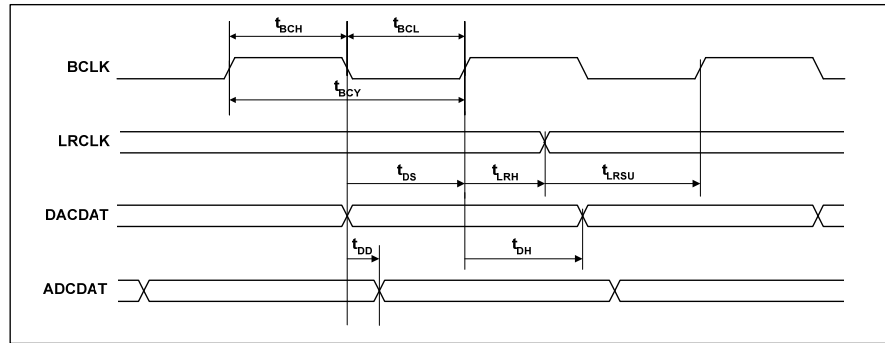 tBCH tBCL
BCLK
tBCY
LRCLK
tDS tLRH tLRSU
DACDAT
tDD tDH
ADCDAT